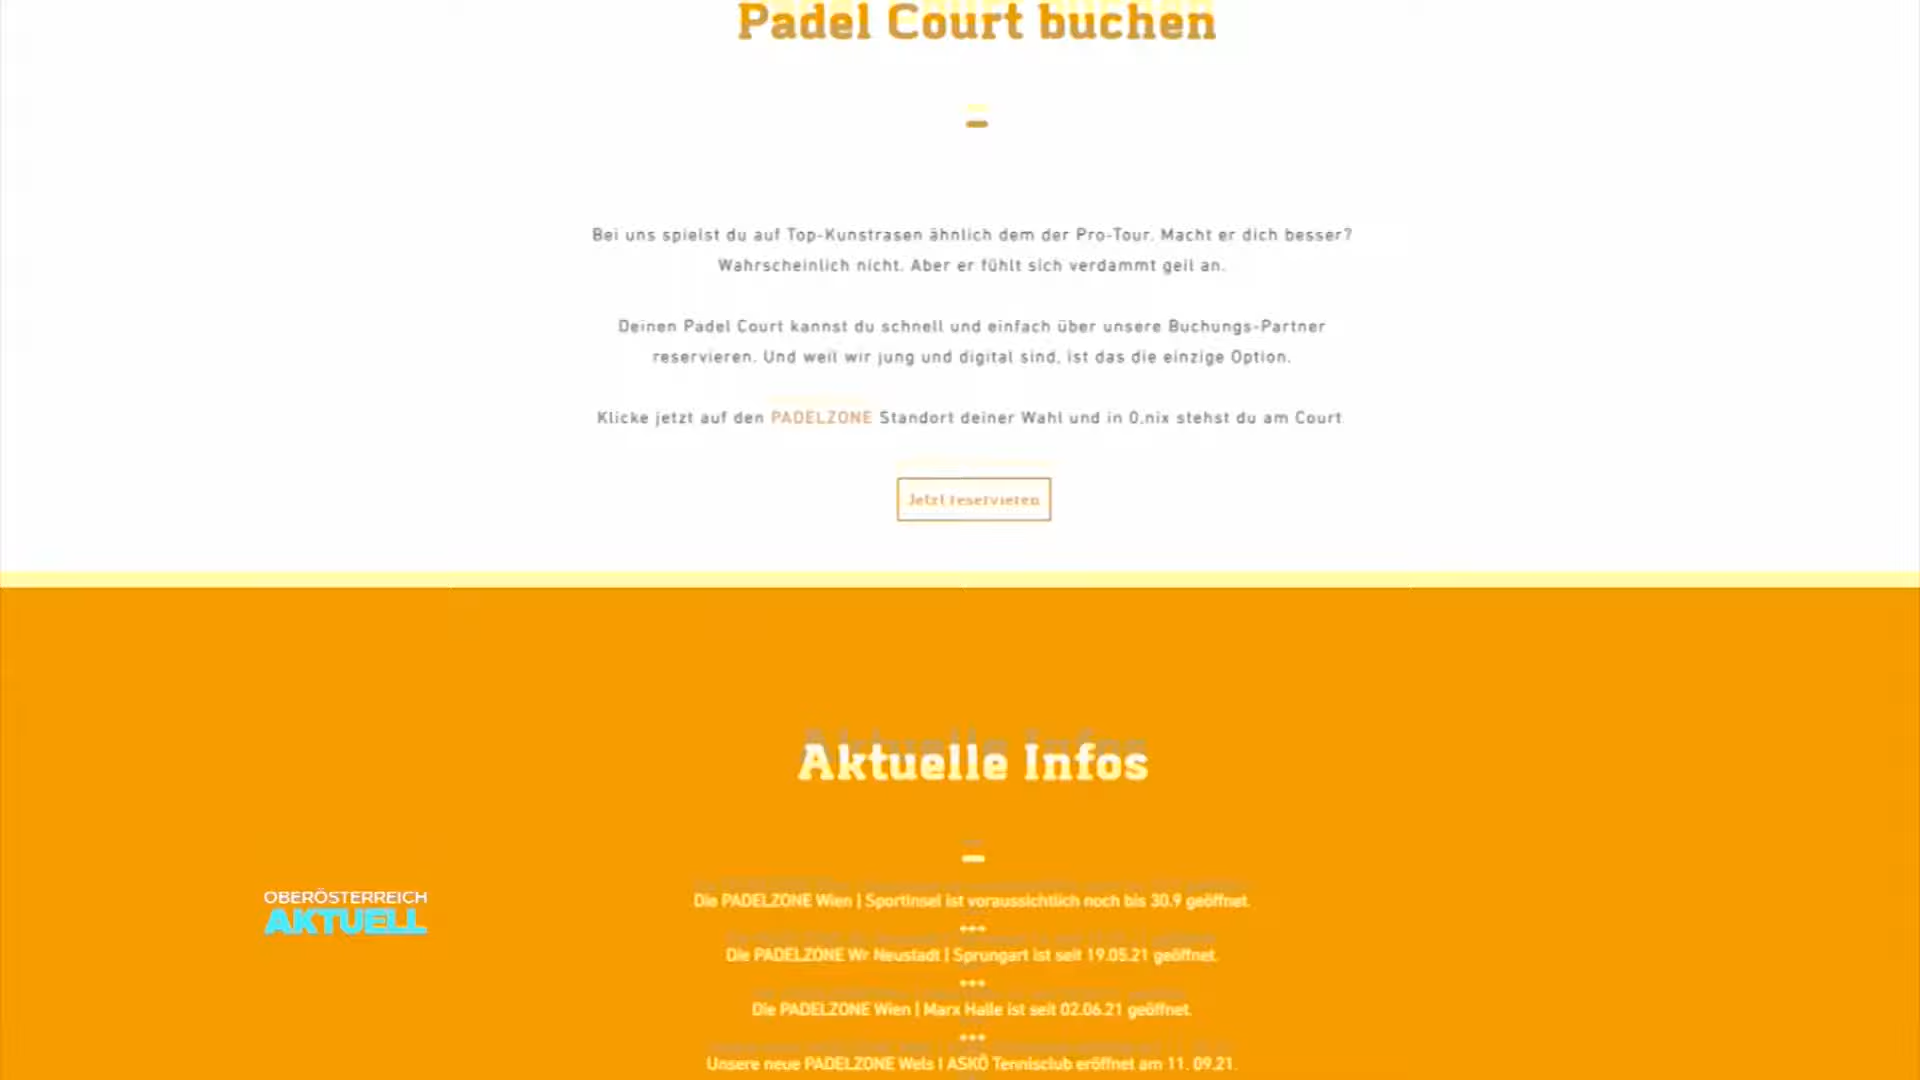 Padel Court buchen
Bei uns spielst du auf Top-Kunstrasen ähnlich dem der Pro-Tour. Macht er dich besser?
Wahrscheinlich nicht. Aber er fühlt sich verdammt geil an.
Deinen Padel Court kannst du schnell und einfach über unsere Buchungs-Partner
reservieren. Und weil wir jung und digital sind, ist das die einzige Option.
Klicke jetzt auf den PADELZONE Standort deiner Wahl und in 0,nix stehst du am Court
Jetzt reservieren
Aktuelle Infos
Die PADELZONE Wien | Sportinsel ist voraussichtlich noch bis 30.9 geöffnet.
***
Die PADELZONE Wr Neustadt | Sprungart ist seit 19.05.21 geöffnet.
***
Die PADELZONE Wien | Marx Halle ist seit 02.06.21 geöffnet.
***
Unsere neue PADELZONE Wels I ASKÖ Tennisclub eröffnet am 11. 09.21.
OBERÖSTERREICH
AKTUELL